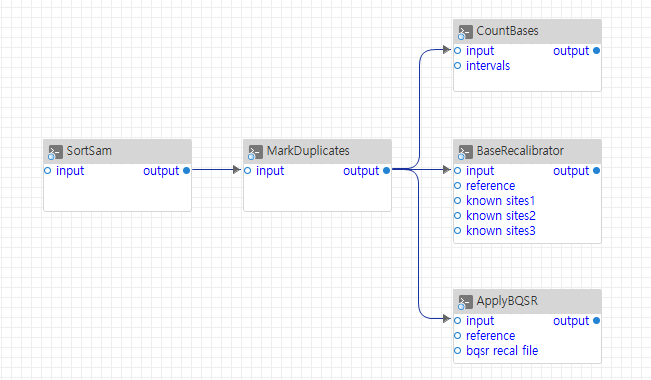 SortSam
input output
MarkDuplicates
input output
CountBases
input output
intervals
BaseRecalibrator
input output
reference
known sites1
known sites2
known sites3
ApplyBQSR
input output
reference
bqsr recal file